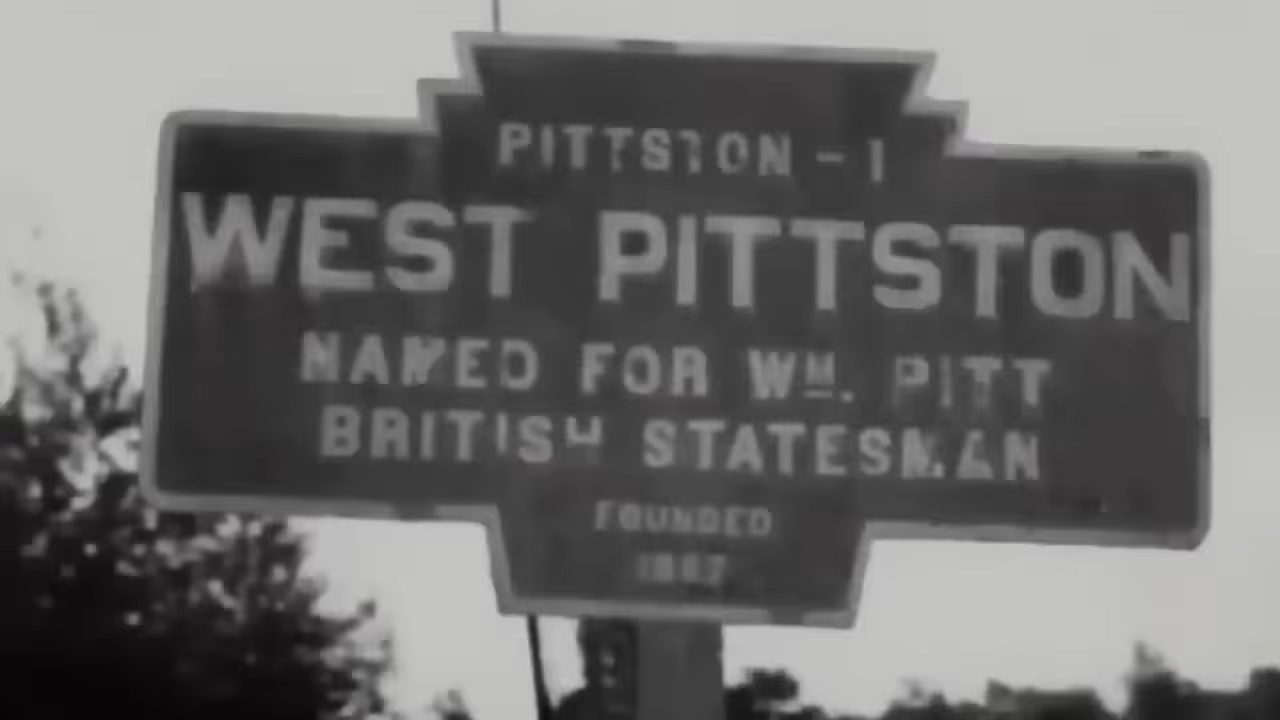 PITTSTON - 1
WEST PITTSTON
NAMED FOR WM. PITT
BRITISH STATESMAN
FOUNDED